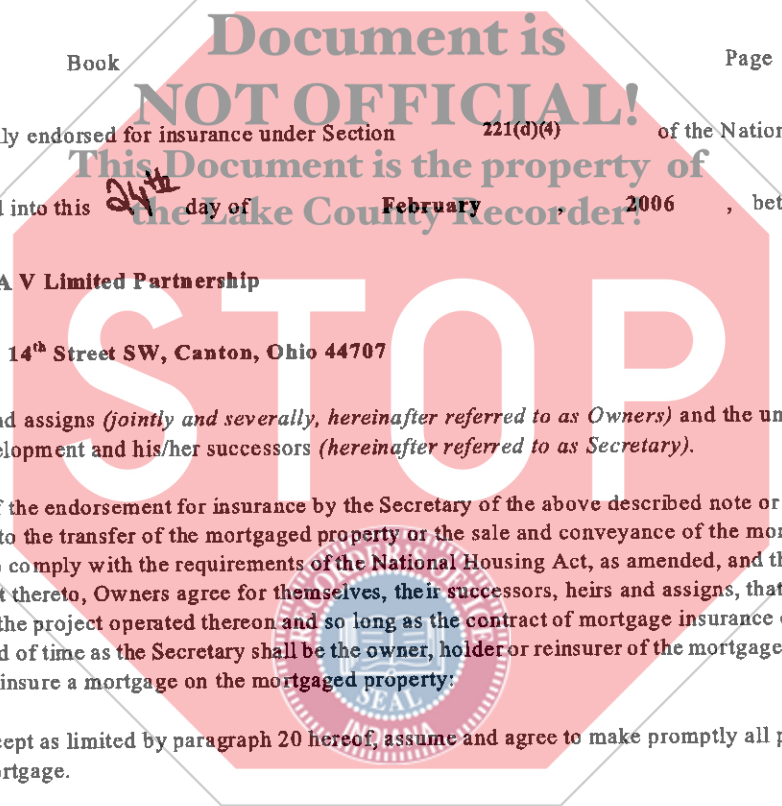 Document is
Book Page
NOT OFFICIAL!
ly endorsed for insurance under Section 221(d)(4) of the Nation
This Document is the property of
into this 24th day of February , 2006 , bet
the Lake County Recorder!
A V Limited Partnership
STOP
14th Street SW, Canton, Ohio 44707
nd assigns (jointly and severally, hereinafter referred to as Owners) and the un
elopment and his/her successors (hereinafter referred to as Secretary).
f the endorsement for insurance by the Secretary of the above described note or
to the transfer of the mortgaged property or the sale and conveyance of the mor
o comply with the requirements of the National Housing Act, as amended, and th
t thereto, Owners agree for themselves, their successors, heirs and assigns, that
the project operated thereon and so long as the contract of mortgage insurance
d of time as the Secretary shall be the owner, holder or reinsurer of the mortgage
insure a mortgage on the mortgaged property:
RECORDER'S OFFICE
SEAL
INDIANA
cept as limited by paragraph 20 hereof, assume and agree to make promptly all p
rtgage.